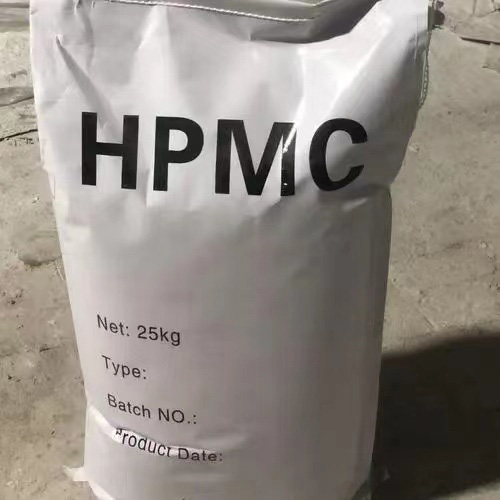 HPMC
Net: 25kg
Type:
Batch NO.:
Product Date: